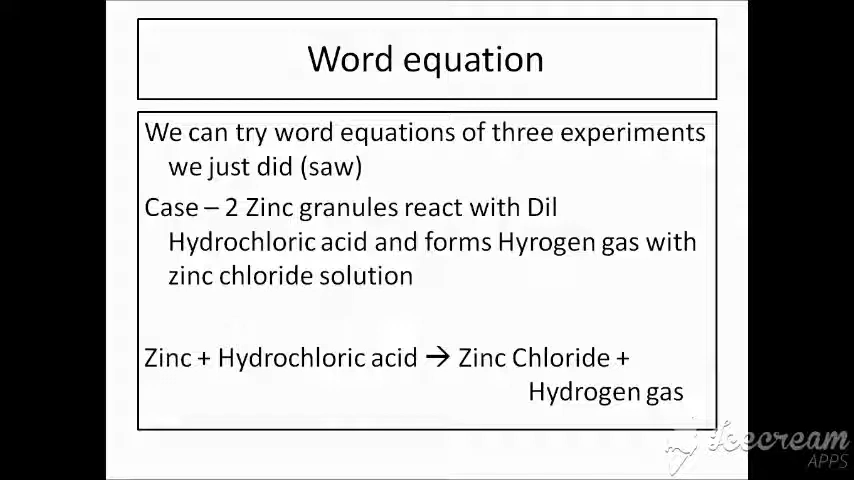 Word equation
We can try word equations of three experiments
we just did (saw)
Case – 2 Zinc granules react with Dil
Hydrochloric acid and forms Hyrogen gas with
zinc chloride solution
Zinc + Hydrochloric acid → Zinc Chloride +
Hydrogen gas
Icecream
APPS